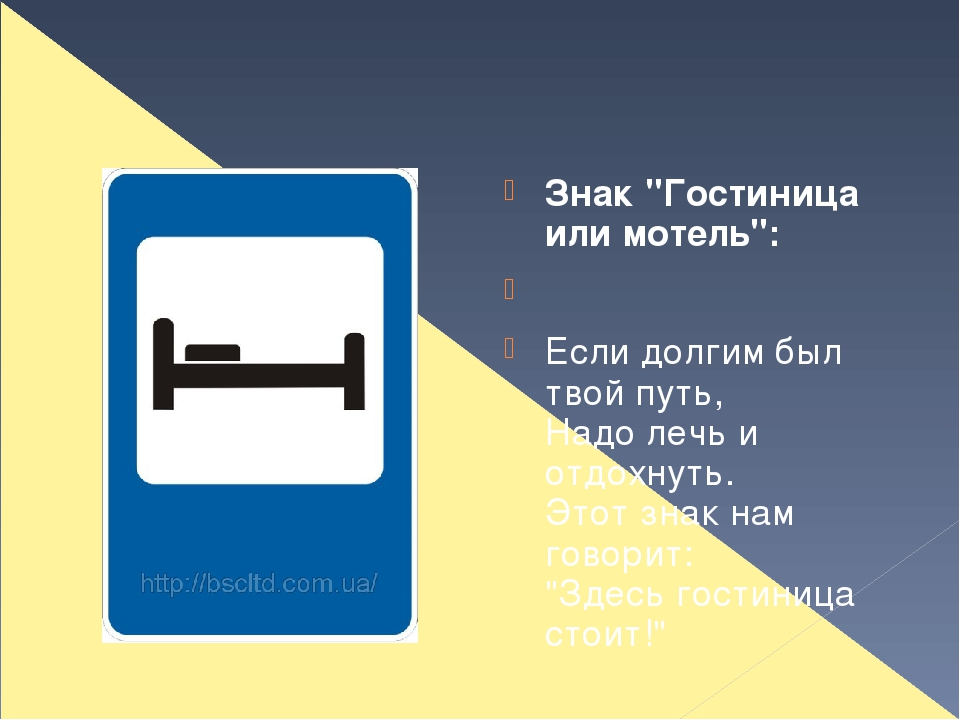 Знак "Гостиница
или мотель":
Если долгим был
твой путь,
Надо лечь и
отдохнуть.
Этот знак нам
говорит:
"Здесь гостиница
стоит!"
http://bscltd.com.ua/